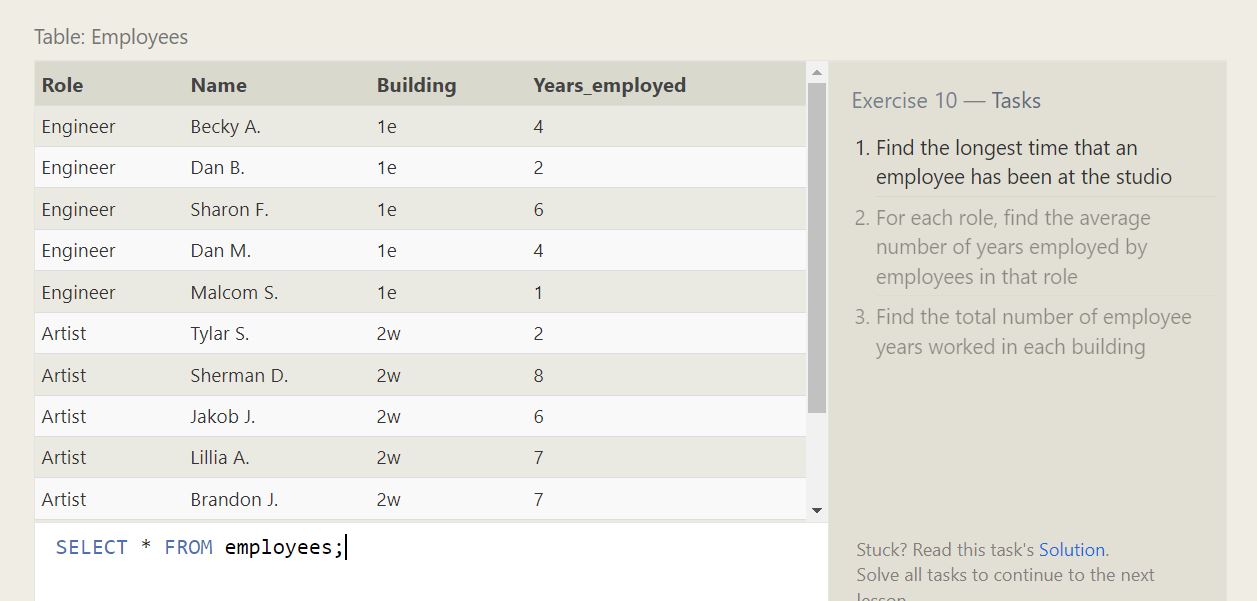 Table: Employees
Role Name Building Years_employed
Engineer Becky A. 1e 4
Engineer Dan B. 1e 2
Engineer Sharon F. 1e 6
Engineer Dan M. 1e 4
Engineer Malcom S. 1e 1
Artist Tylar S. 2w 2
Artist Sherman D. 2w 8
Artist Jakob J. 2w 6
Artist Lillia A. 2w 7
Artist Brandon J. 2w 7
SELECT * FROM employees;
Exercise 10 — Tasks
1. Find the longest time that an
employee has been at the studio
2. For each role, find the average
number of years employed by
employees in that role
3. Find the total number of employee
years worked in each building
Stuck? Read this task's Solution.
Solve all tasks to continue to the next
lesson.